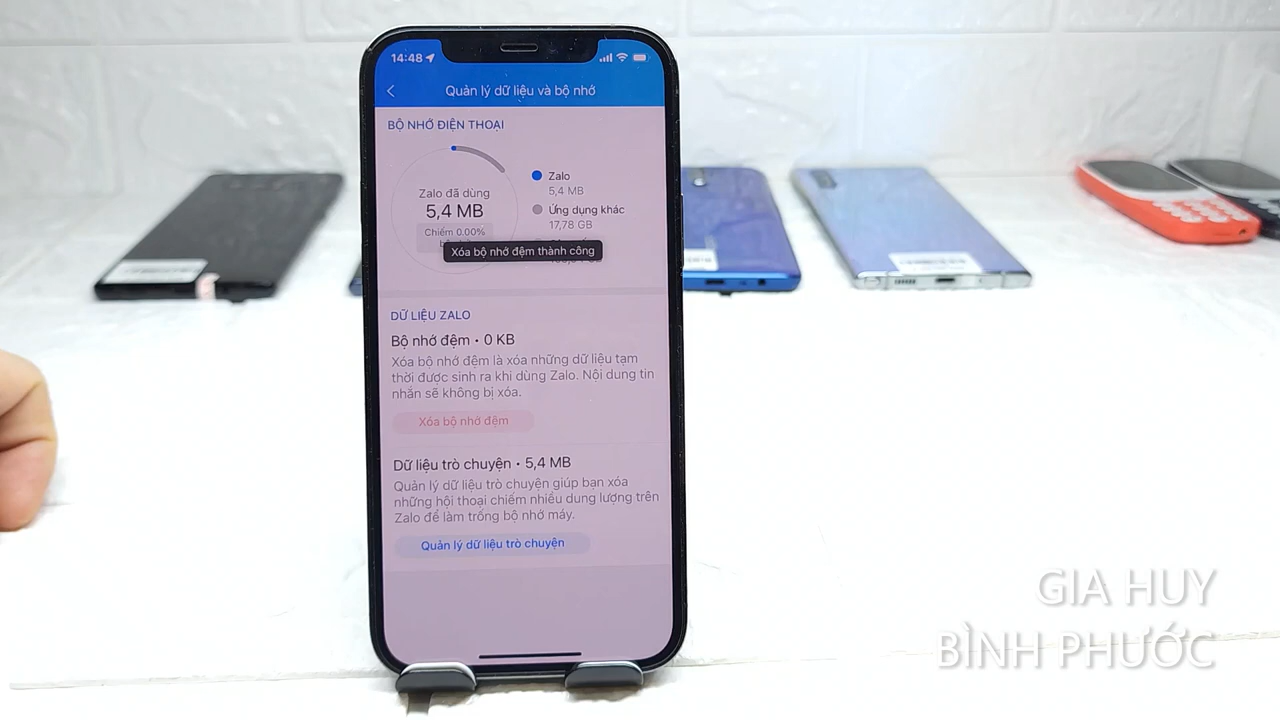 14:48
Quản lý dữ liệu và bộ nhớ
BỘ NHỚ ĐIỆN THOẠI
Zalo đã dùng
5,4 MB
Chiếm 0.00%
Zalo
5,4 MB
Ứng dụng khác
17,78 GB
Xóa bộ nhớ đệm thành công
DỮ LIỆU ZALO
Bộ nhớ đệm • 0 KB
Xóa bộ nhớ đệm là xóa những dữ liệu tạm
thời được sinh ra khi dùng Zalo. Nội dung tin
nhắn sẽ không bị xóa.
Xóa bộ nhớ đệm
Dữ liệu trò chuyện • 5,4 MB
Quản lý dữ liệu trò chuyện giúp bạn xóa
những hội thoại chiếm nhiều dung lượng trên
Zalo để làm trống bộ nhớ máy.
Quản lý dữ liệu trò chuyện
GIA HUY
BÌNH PHƯỚC